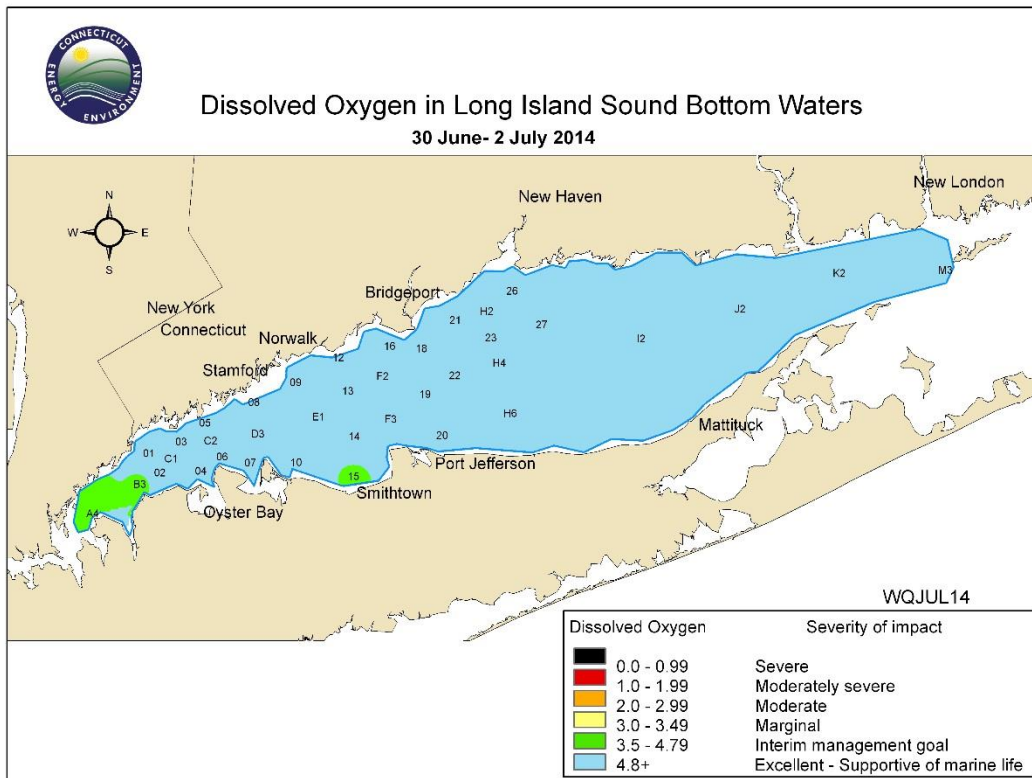 CONNECTICUT
ENERGY
ENVIRONMENT
Dissolved Oxygen in Long Island Sound Bottom Waters
30 June- 2 July 2014
N
W E
S
New London
New Haven
K2
M3
26
Bridgeport
H2
J2
21
27
New York
Connecticut
Norwalk
23
I2
16
18
12
H4
Stamford
F2
22
09
13
19
08
E1
F3
H6
05
Mattituck
D3
14
20
03
C2
01
C1
06
07
10
Port Jefferson
02
04
15
B3
Smithtown
A4
Oyster Bay
WQJUL14
Dissolved Oxygen Severity of impact
0.0 - 0.99 Severe
1.0 - 1.99 Moderately severe
2.0 - 2.99 Moderate
3.0 - 3.49 Marginal
3.5 - 4.79 Interim management goal
4.8+ Excellent - Supportive of marine life